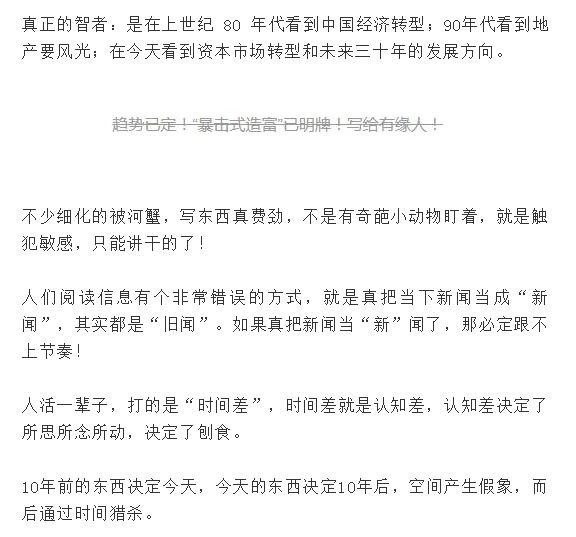 真正的智者：是在上世纪 80 年代看到中国经济转型；90年代看到地
产要风光；在今天看到资本市场转型和未来三十年的发展方向。
趋势已定！“暴击式造富”已明牌！写给有缘人！
不少细化的被河蟹，写东西真费劲，不是有奇葩小动物盯着，就是触
犯敏感，只能讲干的了！
人们阅读信息有个非常错误的方式，就是真把当下新闻当成“新
闻”，其实都是“旧闻”。如果真把新闻当“新”闻了，那必定跟不
上节奏！
人活一辈子，打的是“时间差”，时间差就是认知差，认知差决定了
所思所念所动，决定了刨食。
10年前的东西决定今天，今天的东西决定10年后，空间产生假象，而
后通过时间猎杀。